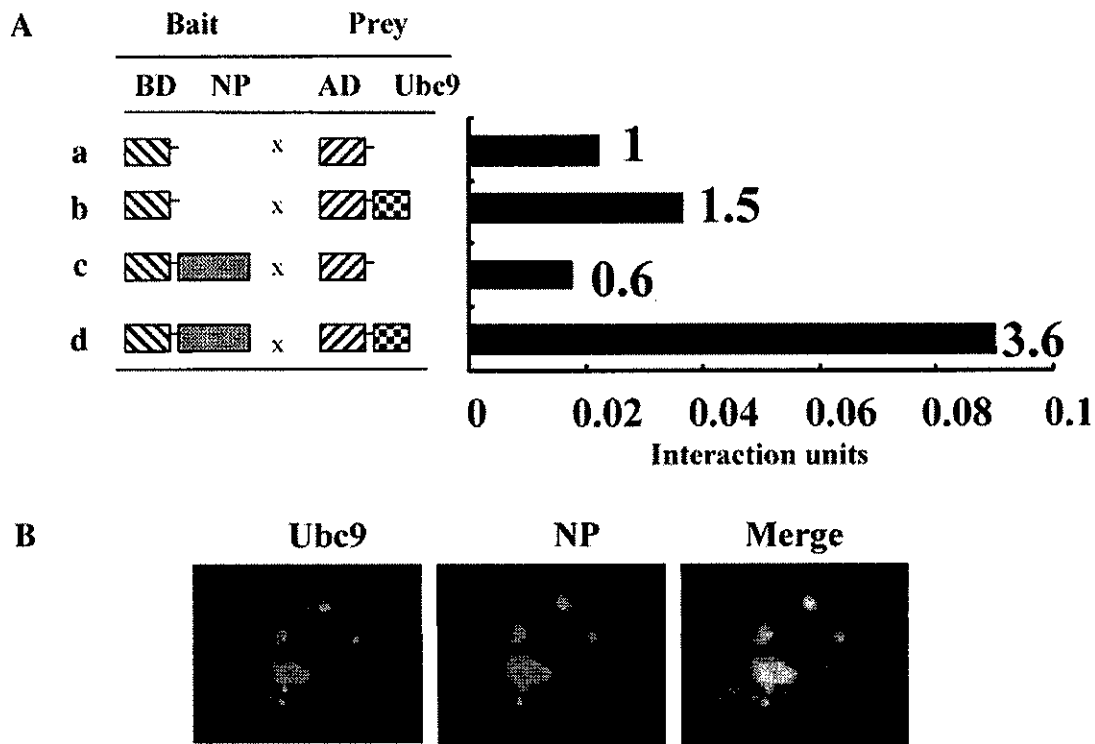 A
Bait Prey
BD NP AD Ubc9
a x 1
b x 1.5
c x 0.6
d x 3.6
0 0.02 0.04 0.06 0.08 0.1
Interaction units
B
Ubc9 NP Merge